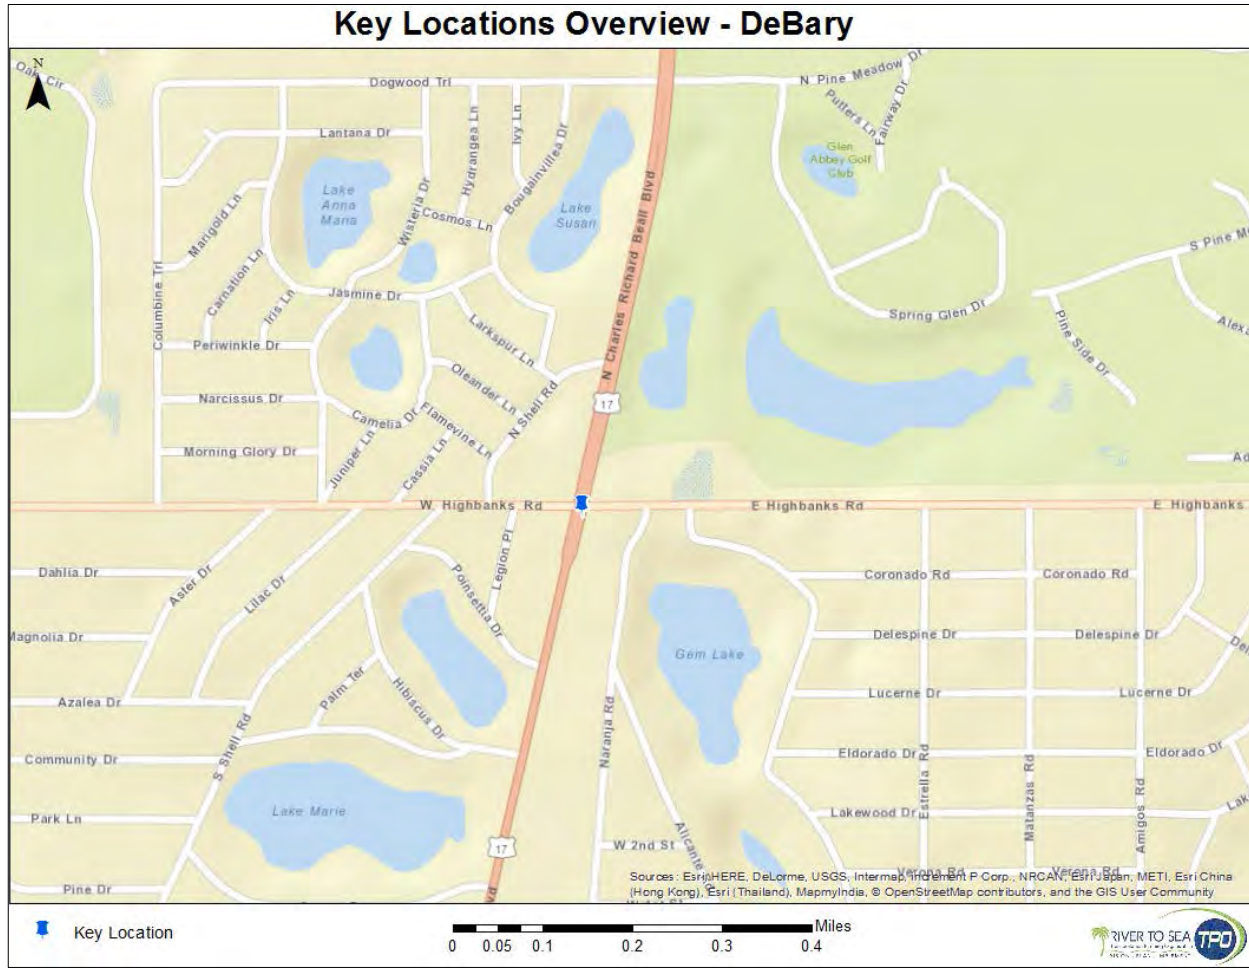 Key Locations Overview - DeBary
N
Oak Cir
Dogwood Trl
N Pine Meadow Dr
Putters Ln
Fairway Dr
Glen
Abbey Golf
Club
Lantana Dr
Hydrangea Ln
Ivy Ln
Bougainvillea Dr
Lake
Anna
Maria
Marigold Ln
Wisteria Dr
Cosmos Ln
Lake
Susan
N Charles Richard Beall Blvd
Columbine Trl
Carnation Ln
Iris Ln
Jasmine Dr
Spring Glen Dr
Pine Side Dr
Periwinkle Dr
Larkspur Ln
Narcissus Dr
Oleander Ln
N Shell Rd
17
Camelia Dr
Flamevine Ln
Morning Glory Dr
Juniper Ln
Cassia Ln
W Highbanks Rd
E Highbanks Rd
E Highbanks
Dahlia Dr
Aster Dr
Lilac Dr
Poinsettia Dr
Legion Pl
Coronado Rd
Coronado Rd
Magnolia Dr
Delespine Dr
Delespine Dr
Gem Lake
Azalea Dr
Palm Ter
Hibiscus Dr
Lucerne Dr
Lucerne Dr
S Shell Rd
Naranja Rd
Community Dr
Eldorado Dr
Eldorado Dr
Estrella Rd
Matanzas Rd
Amigos Rd
Lake Marie
Park Ln
Lakewood Dr
17
W 2nd St
Alicante Rd
Verona Rd
Verona Rd
Pine Dr
Sources: Esri, HERE, DeLorme, USGS, Intermap, increment P Corp., NRCAN, Esri Japan, METI, Esri China
(Hong Kong), Esri (Thailand), MapmyIndia, © OpenStreetMap contributors, and the GIS User Community
Key Location
Miles
0 0.05 0.1 0.2 0.3 0.4
RIVER TO SEA
TPO